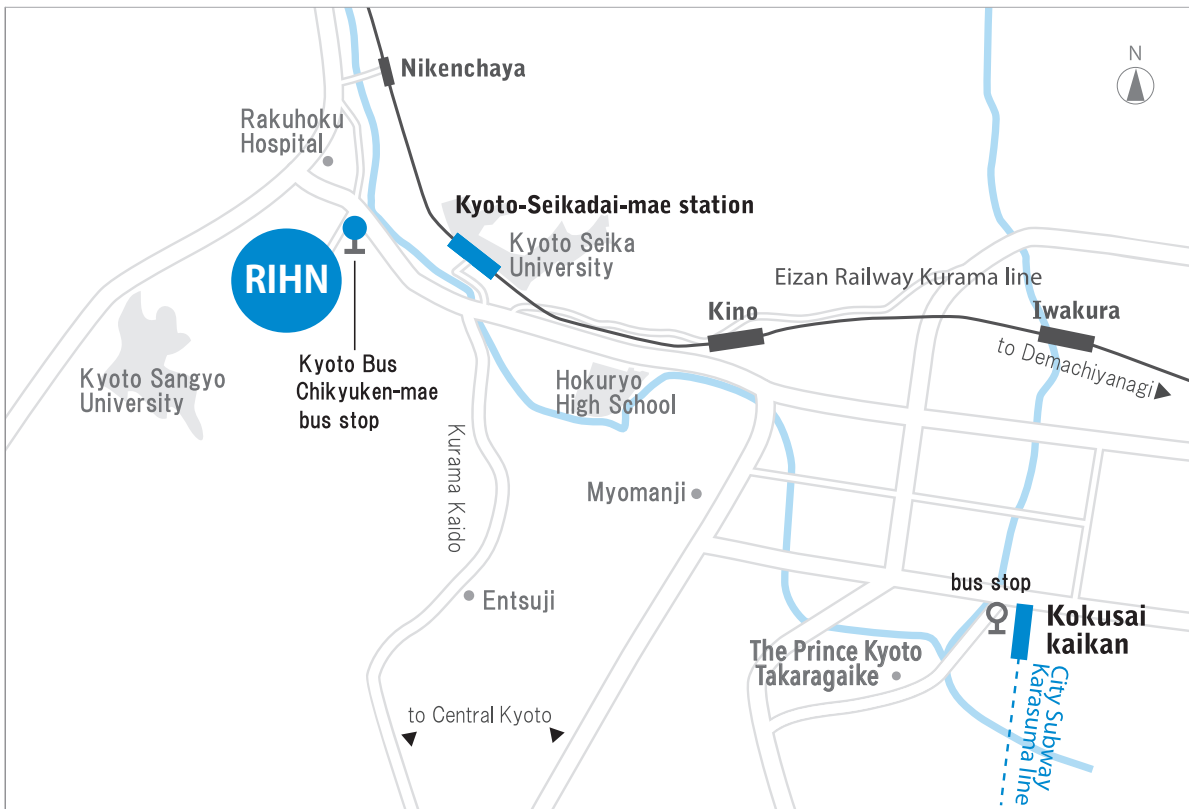 N
Nikenchaya
Rakuhoku
Hospital
Kyoto-Seikadai-mae station
Kyoto Seika
University
RIHN
Eizan Railway Kurama line
Kino
Iwakura
to Demachiyanagi
Kyoto Sangyo
University
Kyoto Bus
Chikyuken-mae
bus stop
Hokuryo
High School
Kurama Kaido
Myomanji
Entsuji
bus stop
Kokusai
kaikan
The Prince Kyoto
Takaragaike
City Subway
Karasuma line
to Central Kyoto